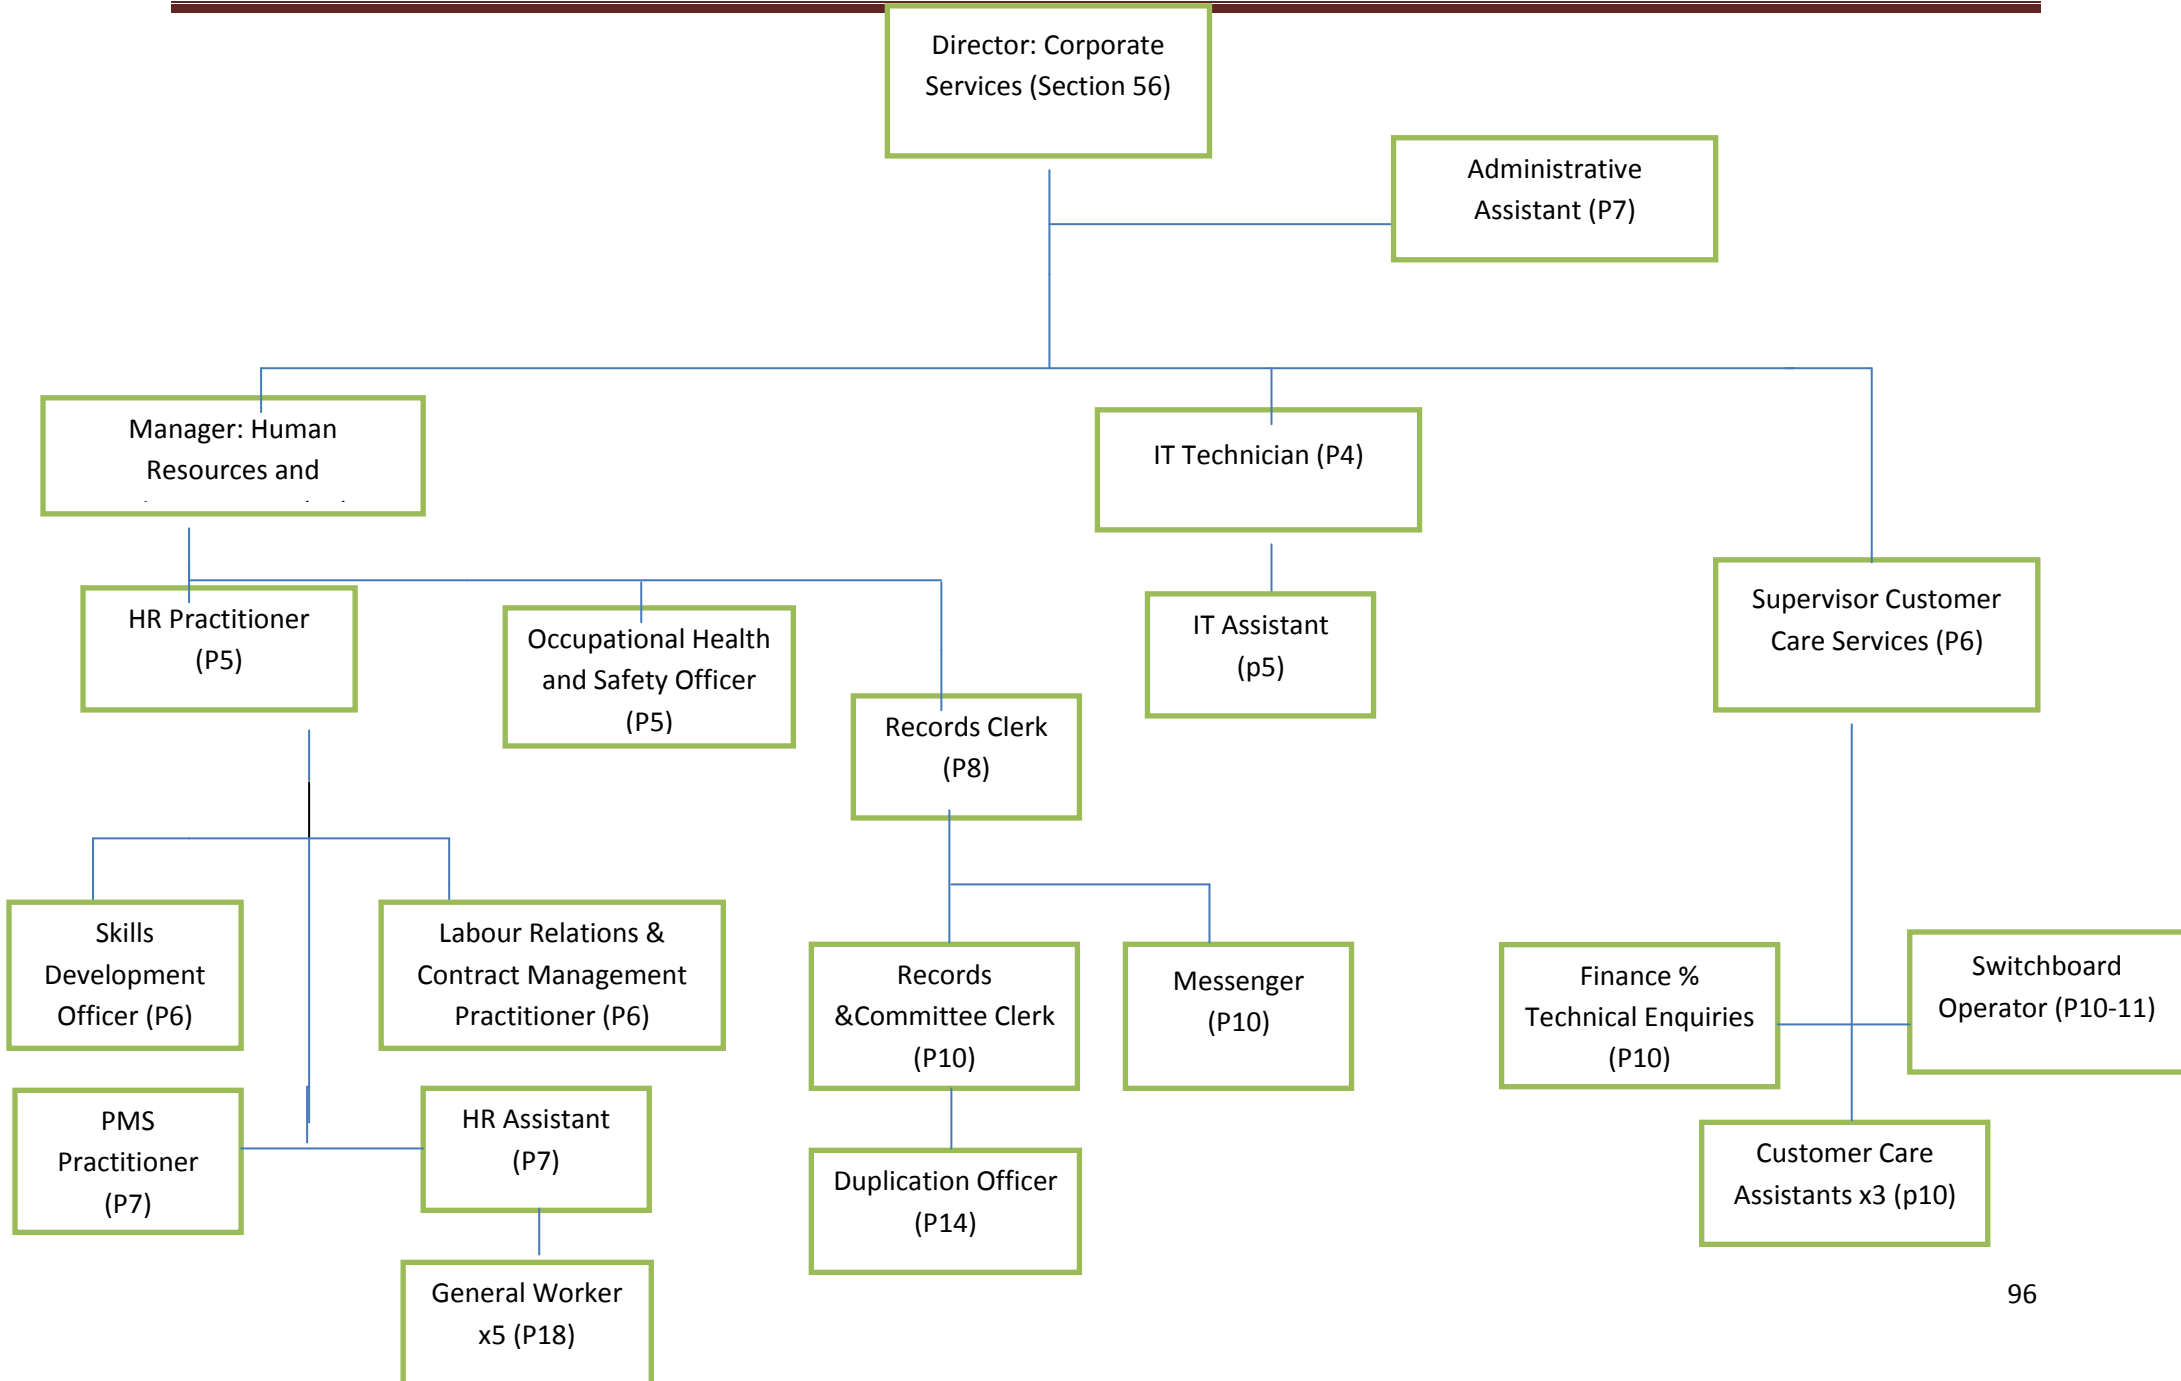 Director: Corporate
Services (Section 56)
Administrative
Assistant (P7)
Manager: Human
Resources and
IT Technician (P4)
HR Practitioner
(P5)
Occupational Health
and Safety Officer
(P5)
Records Clerk
(P8)
IT Assistant
(p5)
Supervisor Customer
Care Services (P6)
Skills
Development
Officer (P6)
Labour Relations &
Contract Management
Practitioner (P6)
Records
&Committee Clerk
(P10)
Messenger
(P10)
Finance %
Technical Enquiries
(P10)
Switchboard
Operator (P10-11)
PMS
Practitioner
(P7)
HR Assistant
(P7)
Duplication Officer
(P14)
Customer Care
Assistants x3 (p10)
General Worker
x5 (P18)
96